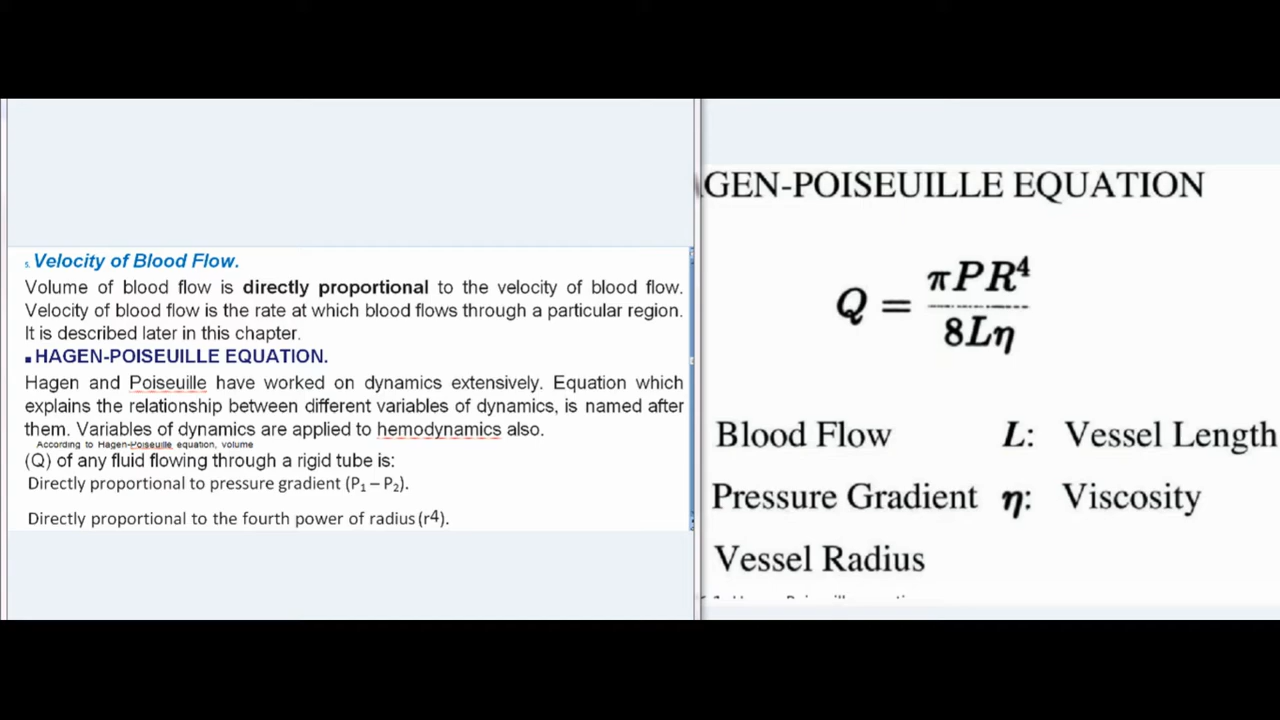 5. Velocity of Blood Flow.
Volume of blood flow is directly proportional to the velocity of blood flow.
Velocity of blood flow is the rate at which blood flows through a particular region.
It is described later in this chapter.
▪HAGEN-POISEUILLE EQUATION.
Hagen and Poiseuille have worked on dynamics extensively. Equation which
explains the relationship between different variables of dynamics, is named after
them. Variables of dynamics are applied to hemodynamics also.
According to Hagen-Poiseuille equation, volume
(Q) of any fluid flowing through a rigid tube is:
Directly proportional to pressure gradient (P₁ – P₂).
Directly proportional to the fourth power of radius (r4).
GEN-POISEUILLE EQUATION
Q = πPR⁴ / 8Lη
Blood Flow L: Vessel Length
Pressure Gradient η: Viscosity
Vessel Radius